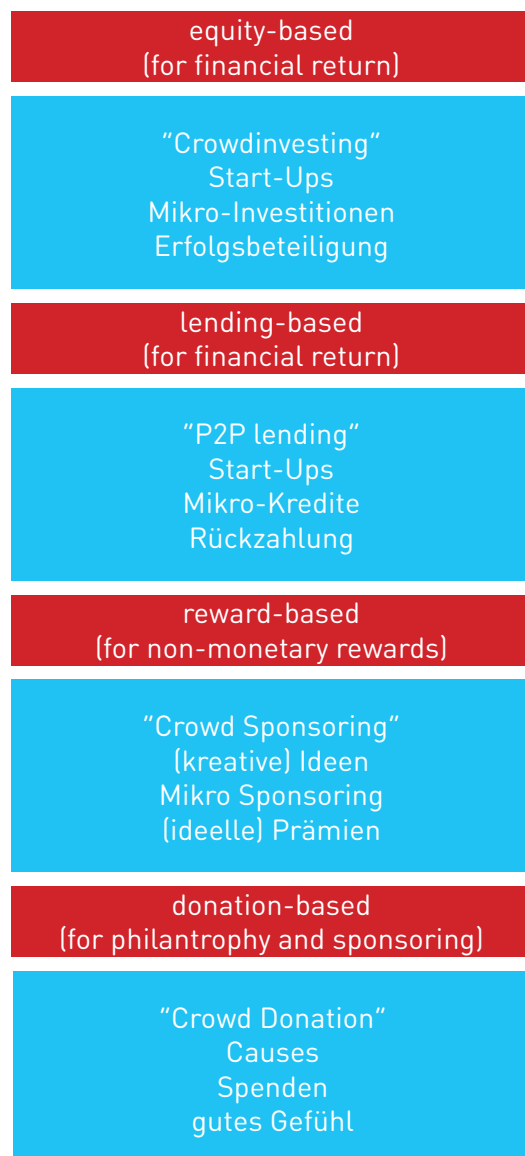 equity-based
(for financial return)
"Crowdinvesting"
Start-Ups
Mikro-Investitionen
Erfolgsbeteiligung
lending-based
(for financial return)
"P2P lending"
Start-Ups
Mikro-Kredite
Rückzahlung
reward-based
(for non-monetary rewards)
"Crowd Sponsoring"
(kreative) Ideen
Mikro Sponsoring
(ideelle) Prämien
donation-based
(for philantrophy and sponsoring)
"Crowd Donation"
Causes
Spenden
gutes Gefühl